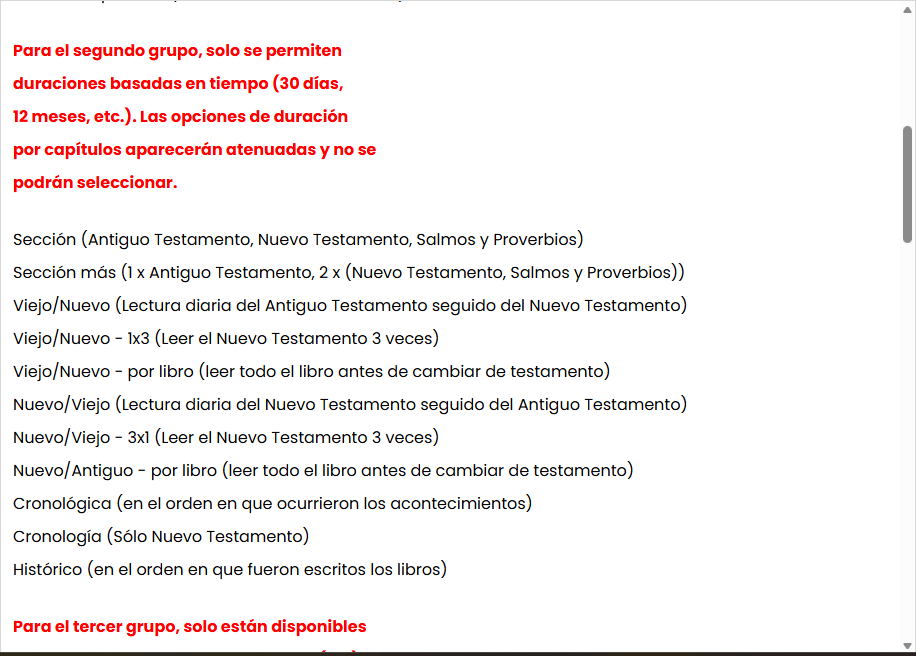 Para el segundo grupo, solo se permiten
duraciones basadas en tiempo (30 días,
12 meses, etc.). Las opciones de duración
por capítulos aparecerán atenuadas y no se
podrán seleccionar.
Sección (Antiguo Testamento, Nuevo Testamento, Salmos y Proverbios)
Sección más (1 x Antiguo Testamento, 2 x (Nuevo Testamento, Salmos y Proverbios))
Viejo/Nuevo (Lectura diaria del Antiguo Testamento seguido del Nuevo Testamento)
Viejo/Nuevo - 1x3 (Leer el Nuevo Testamento 3 veces)
Viejo/Nuevo - por libro (leer todo el libro antes de cambiar de testamento)
Nuevo/Viejo (Lectura diaria del Nuevo Testamento seguido del Antiguo Testamento)
Nuevo/Viejo - 3x1 (Leer el Nuevo Testamento 3 veces)
Nuevo/Antiguo - por libro (leer todo el libro antes de cambiar de testamento)
Cronológica (en el orden en que ocurrieron los acontecimientos)
Cronología (Sólo Nuevo Testamento)
Histórico (en el orden en que fueron escritos los libros)
Para el tercer grupo, solo están disponibles